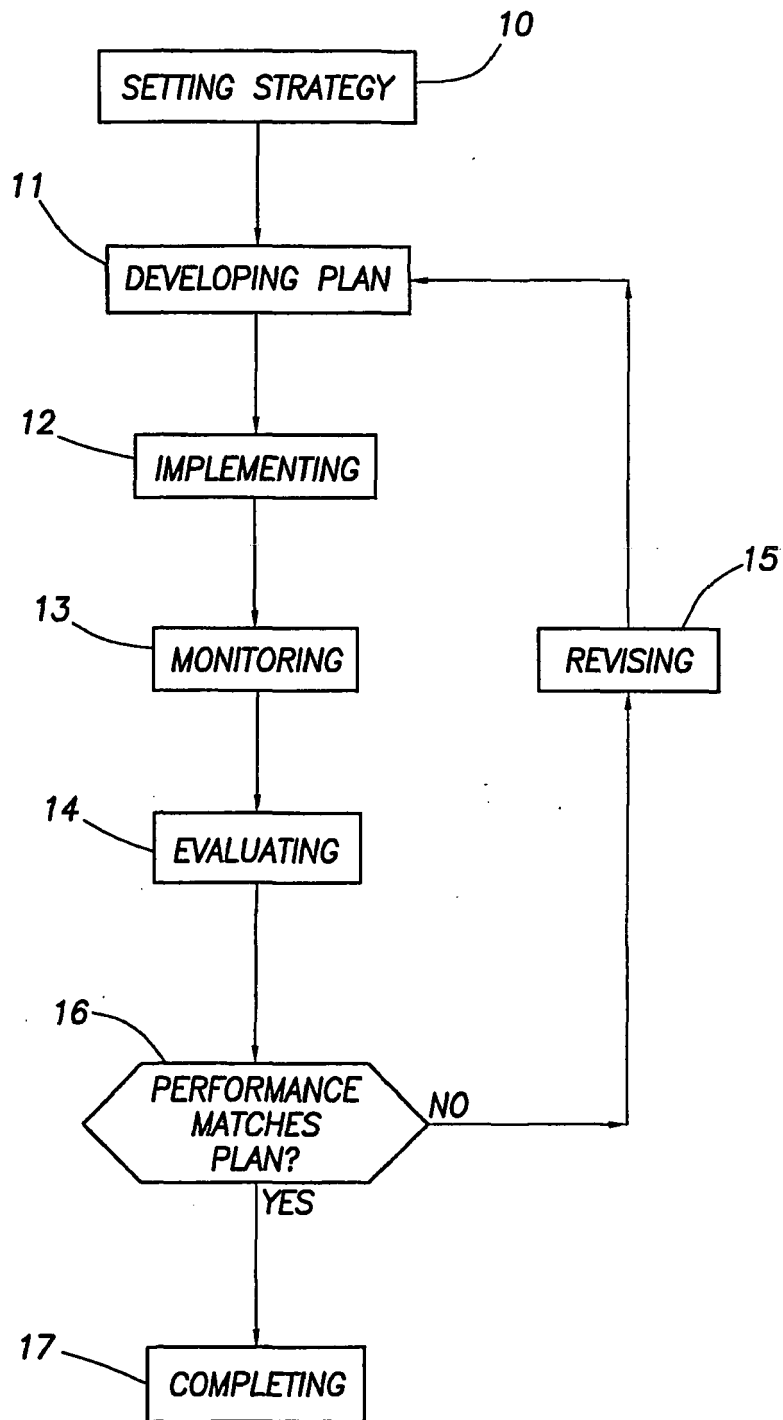 10
SETTING STRATEGY
11
DEVELOPING PLAN
12
IMPLEMENTING
13
MONITORING
15
REVISING
14
EVALUATING
16
PERFORMANCE
MATCHES
PLAN?
NO
YES
17
COMPLETING